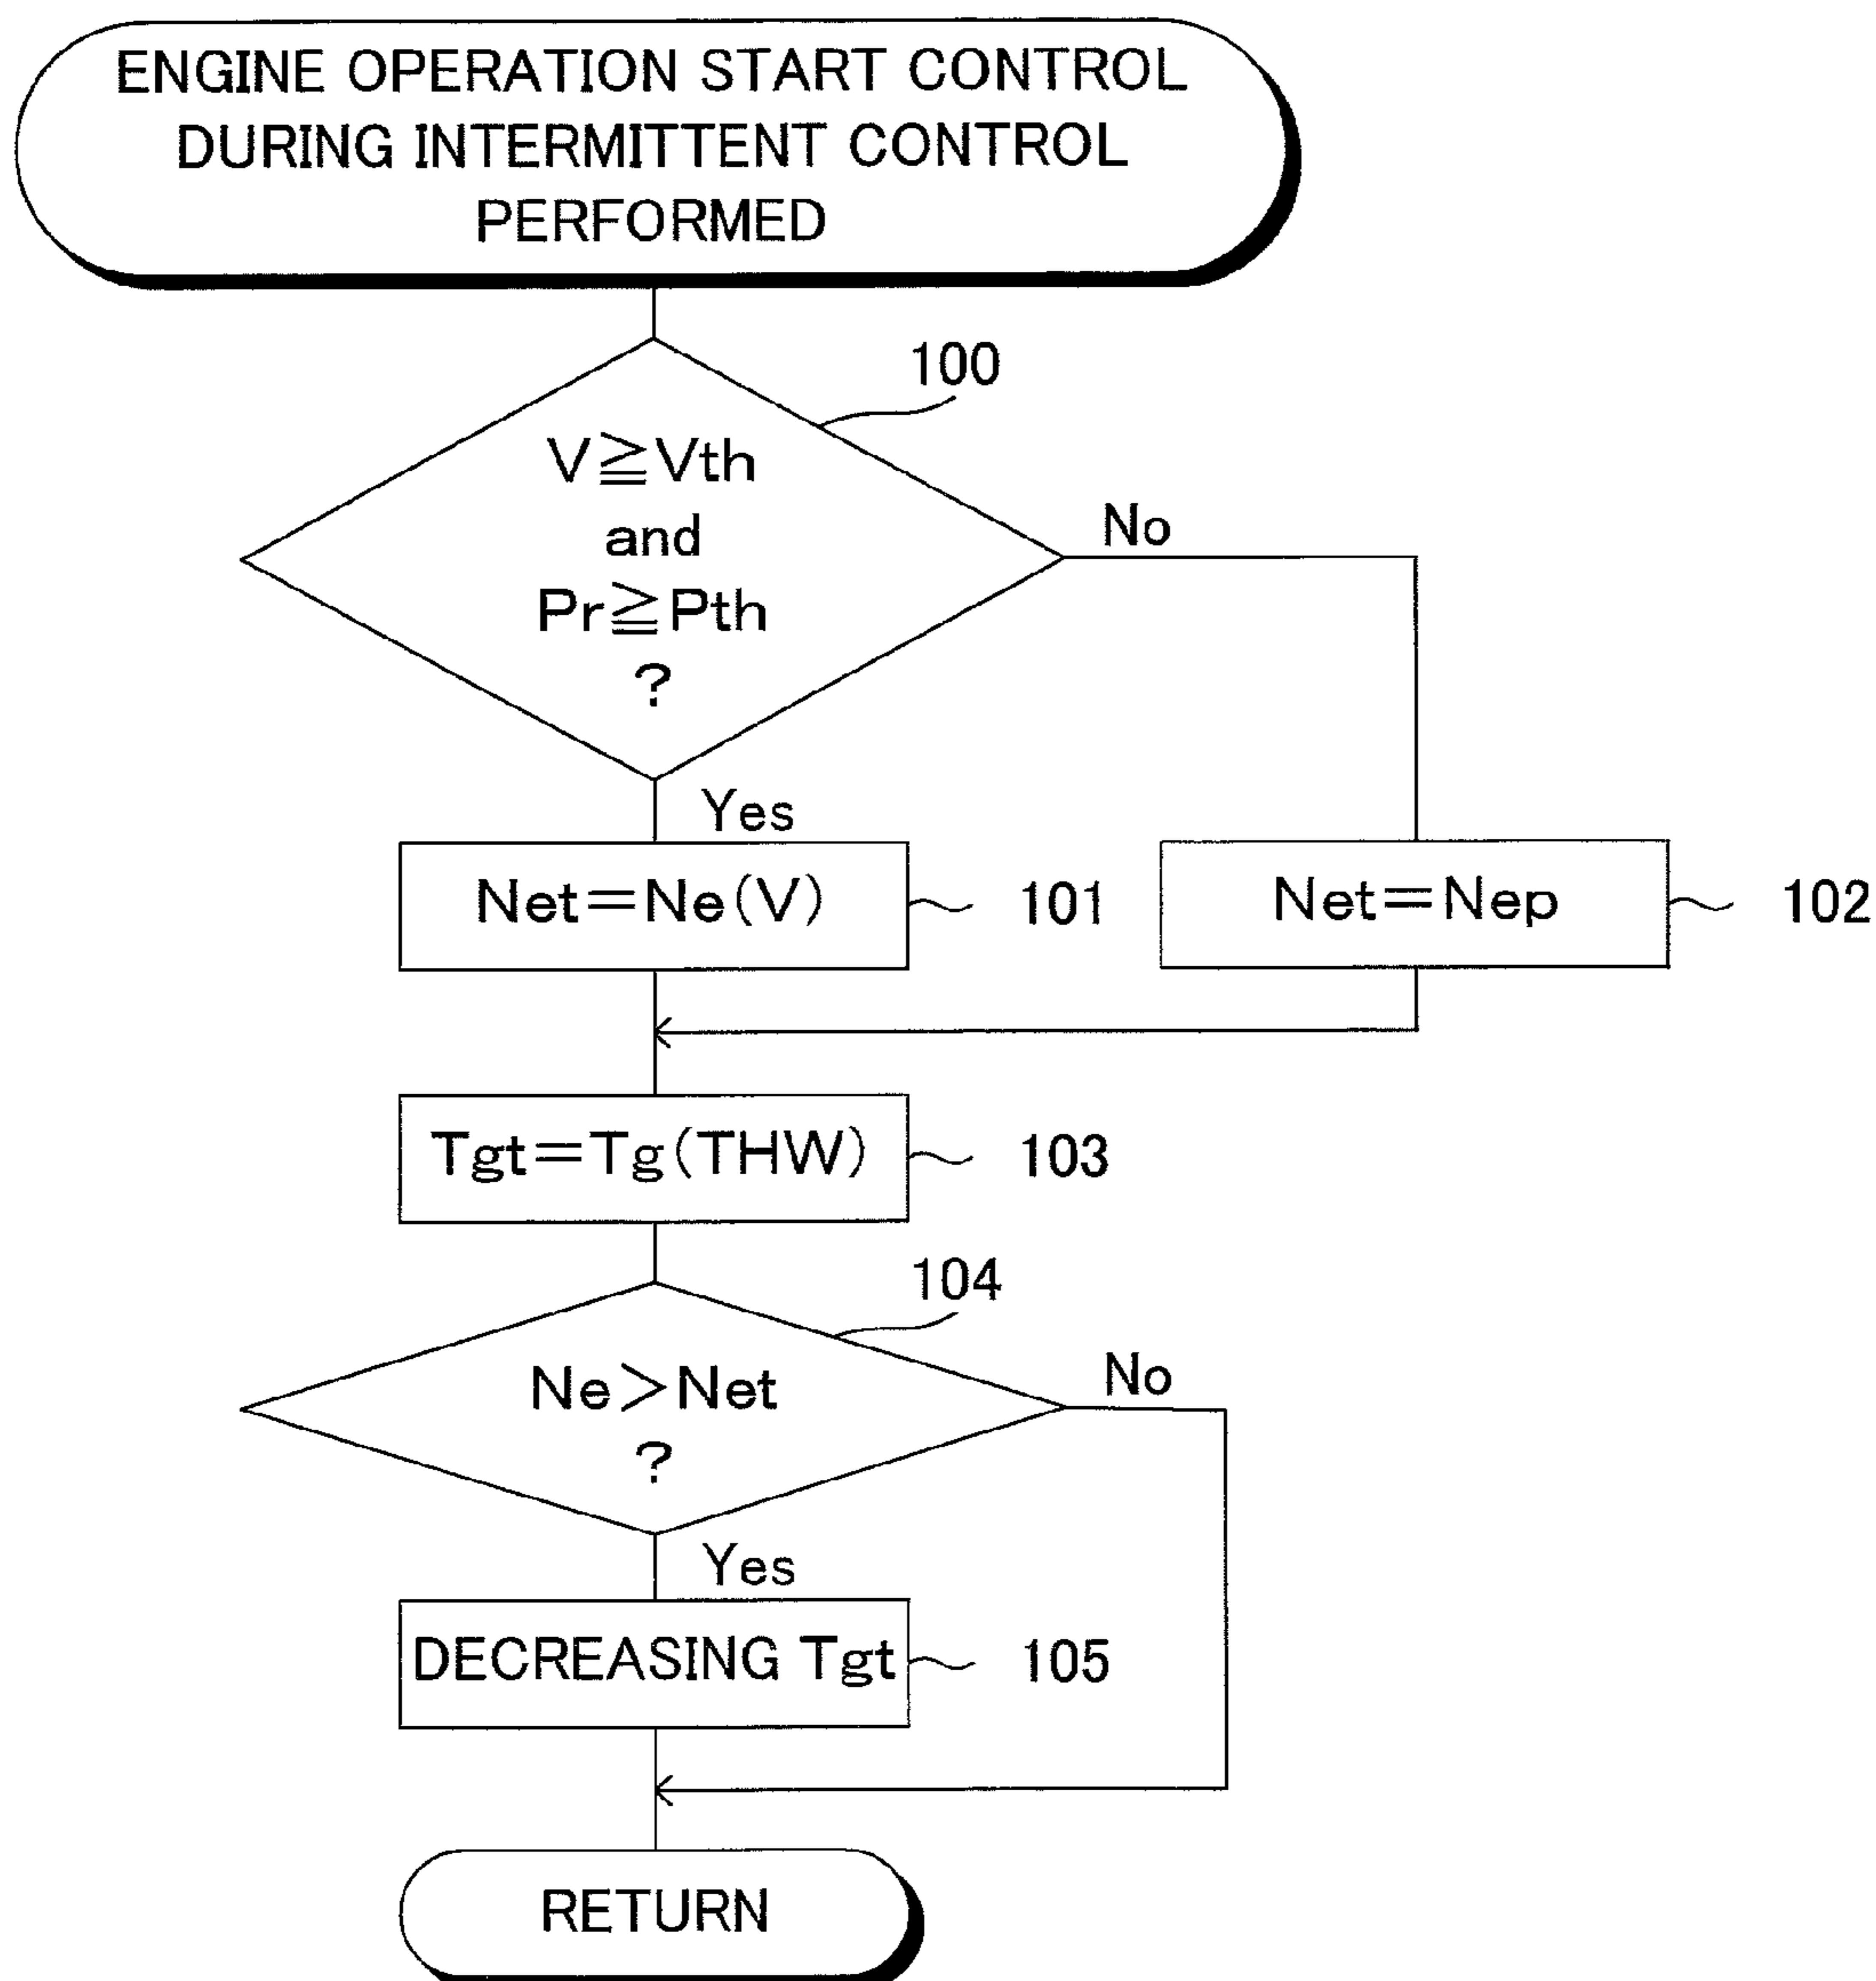 ENGINE OPERATION START CONTROL
DURING INTERMITTENT CONTROL
PERFORMED
100
V≧Vth
and
Pr≧Pth
?
No
Yes
Net=Ne(V)
101
Net=Nep
102
Tgt=Tg(THW)
103
104
Ne>Net
?
No
Yes
DECREASING Tgt
105
RETURN